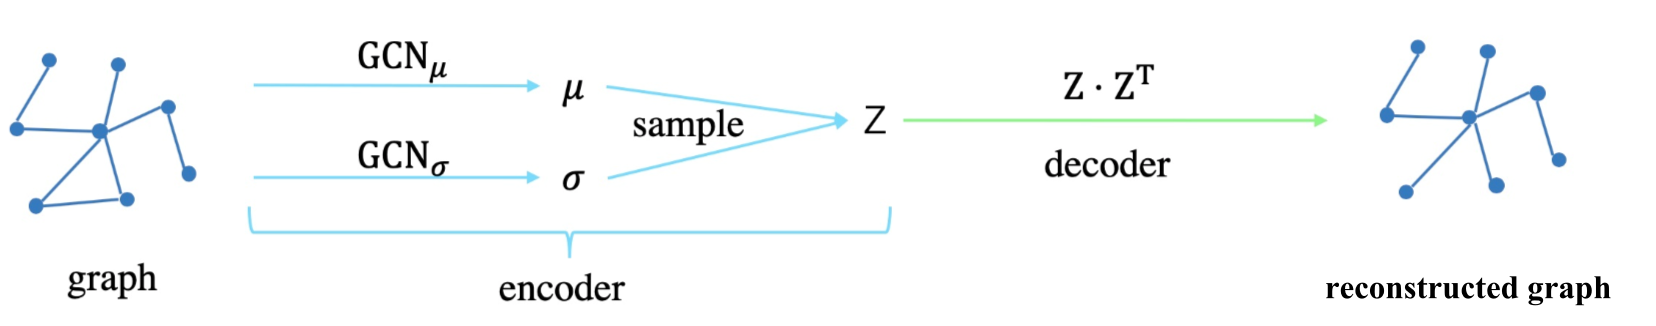 GCNμ
μ
sample
GCNσ
σ
Z
Z · Zᵀ
decoder
graph
encoder
reconstructed graph